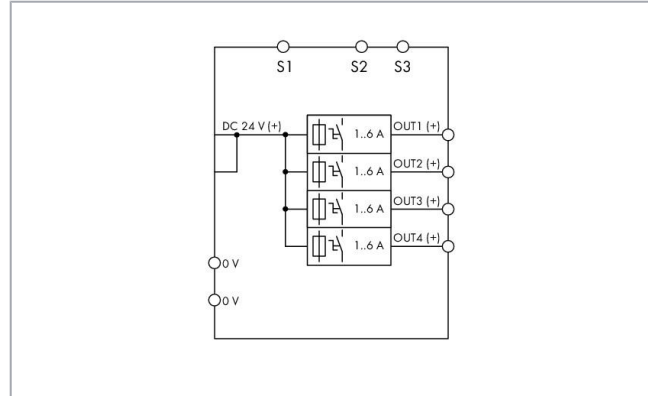 S1 S2 S3
DC 24 V (+)
1..6 A OUT1 (+)
1..6 A OUT2 (+)
1..6 A OUT3 (+)
1..6 A OUT4 (+)
0 V
0 V